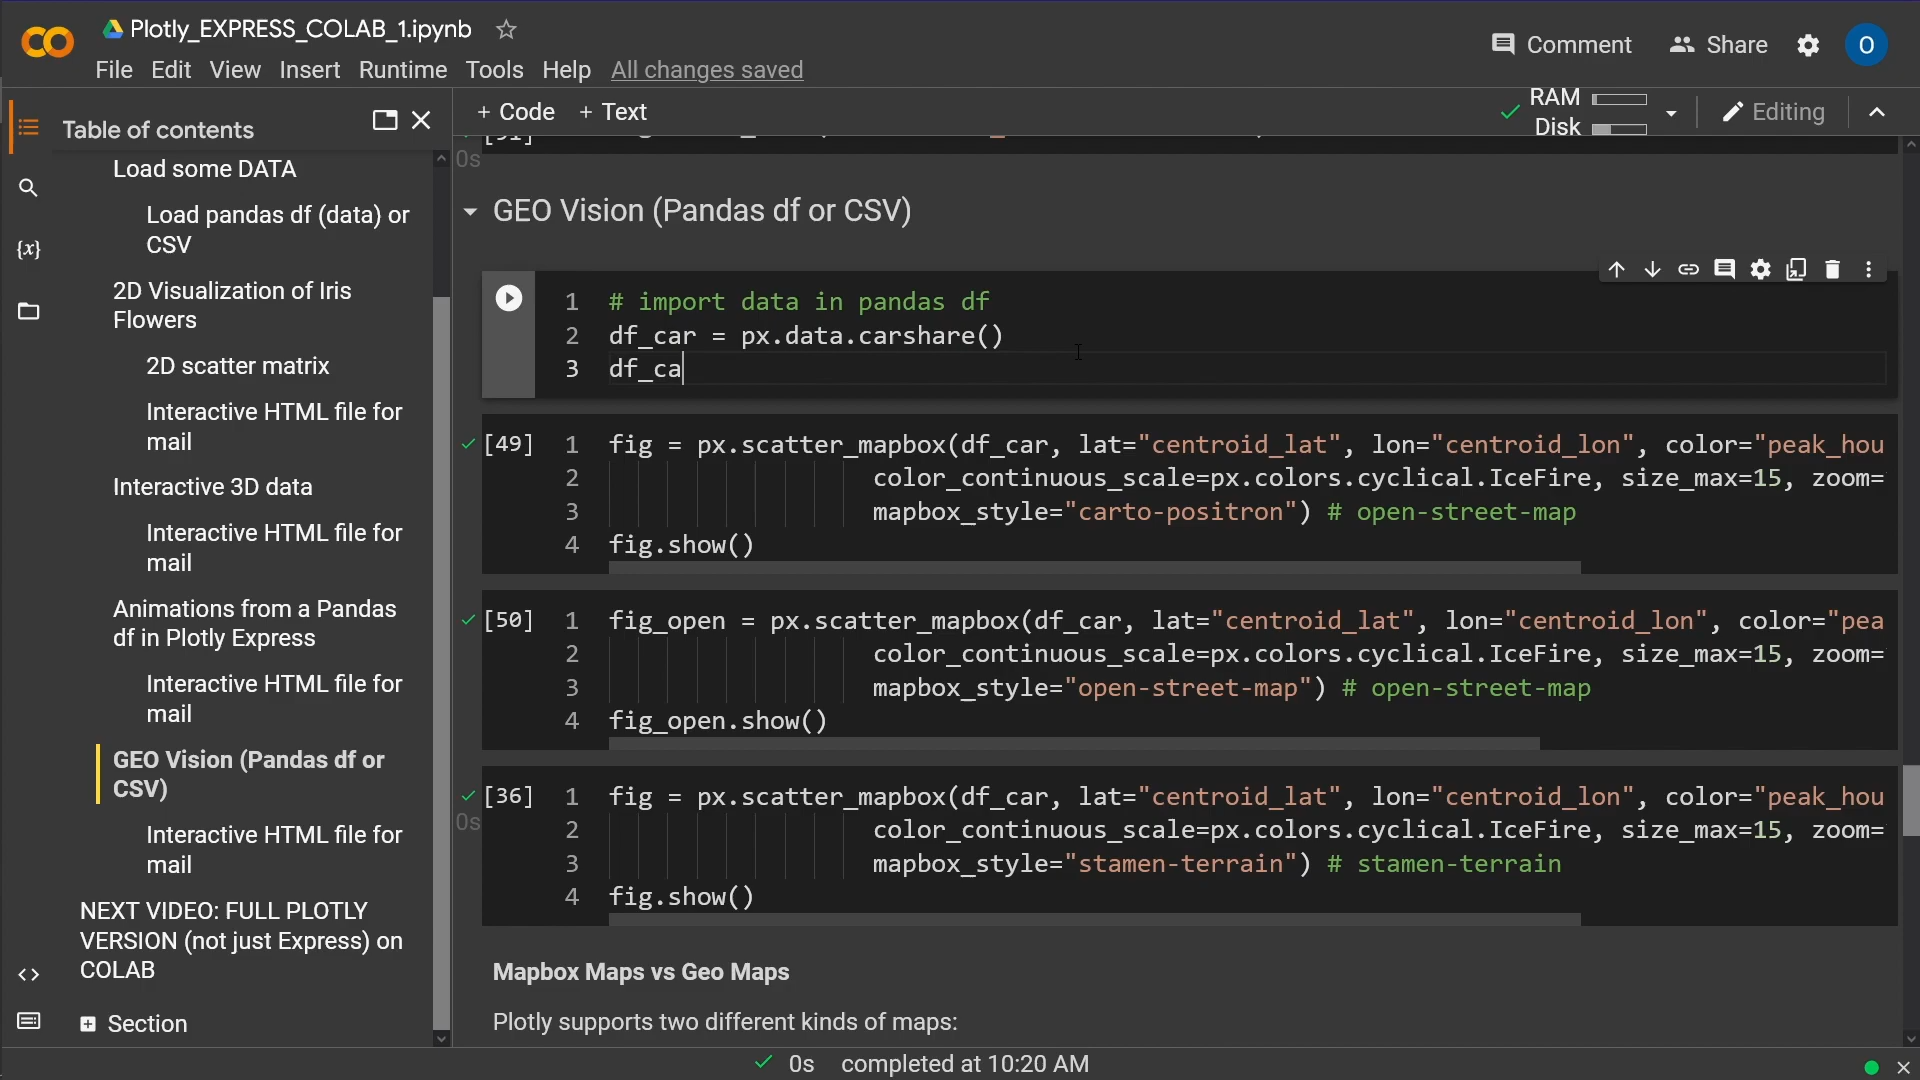 Plotly_EXPRESS_COLAB_1.ipynb
Comment
Share
O
File Edit View Insert Runtime Tools Help All changes saved
Table of contents
+ Code + Text
RAM
Disk
Editing
Load some DATA
Load pandas df (data) or
CSV
2D Visualization of Iris
Flowers
2D scatter matrix
Interactive HTML file for
mail
Interactive 3D data
Interactive HTML file for
mail
Animations from a Pandas
df in Plotly Express
Interactive HTML file for
mail
GEO Vision (Pandas df or
CSV)
Interactive HTML file for
mail
NEXT VIDEO: FULL PLOTLY
VERSION (not just Express) on
COLAB
Section
{x}
<>
0s
GEO Vision (Pandas df or CSV)
1 # import data in pandas df
2 df_car = px.data.carshare()
3 df_ca
[49] 1 fig = px.scatter_mapbox(df_car, lat="centroid_lat", lon="centroid_lon", color="peak_hou
2 color_continuous_scale=px.colors.cyclical.IceFire, size_max=15, zoom=
3 mapbox_style="carto-positron") # open-street-map
4 fig.show()
[50] 1 fig_open = px.scatter_mapbox(df_car, lat="centroid_lat", lon="centroid_lon", color="pea
2 color_continuous_scale=px.colors.cyclical.IceFire, size_max=15, zoom=
3 mapbox_style="open-street-map") # open-street-map
4 fig_open.show()
[36] 1 fig = px.scatter_mapbox(df_car, lat="centroid_lat", lon="centroid_lon", color="peak_hou
0s
2 color_continuous_scale=px.colors.cyclical.IceFire, size_max=15, zoom=
3 mapbox_style="stamen-terrain") # stamen-terrain
4 fig.show()
Mapbox Maps vs Geo Maps
Plotly supports two different kinds of maps:
0s completed at 10:20 AM